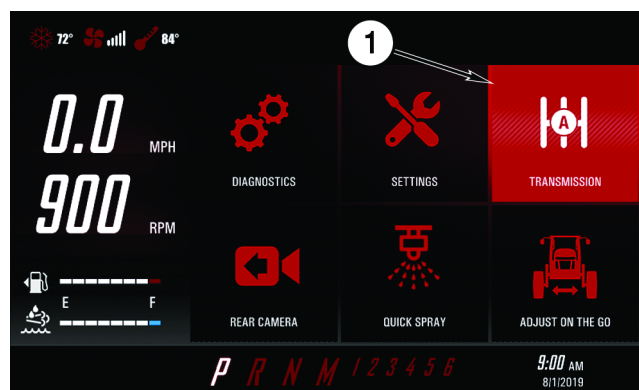 72° 84°
1
0.0 MPH
900 RPM
E F
DIAGNOSTICS SETTINGS TRANSMISSION
A
REAR CAMERA QUICK SPRAY ADJUST ON THE GO
P R N M 1 2 3 4 5 6
9:00 AM
8/1/2019